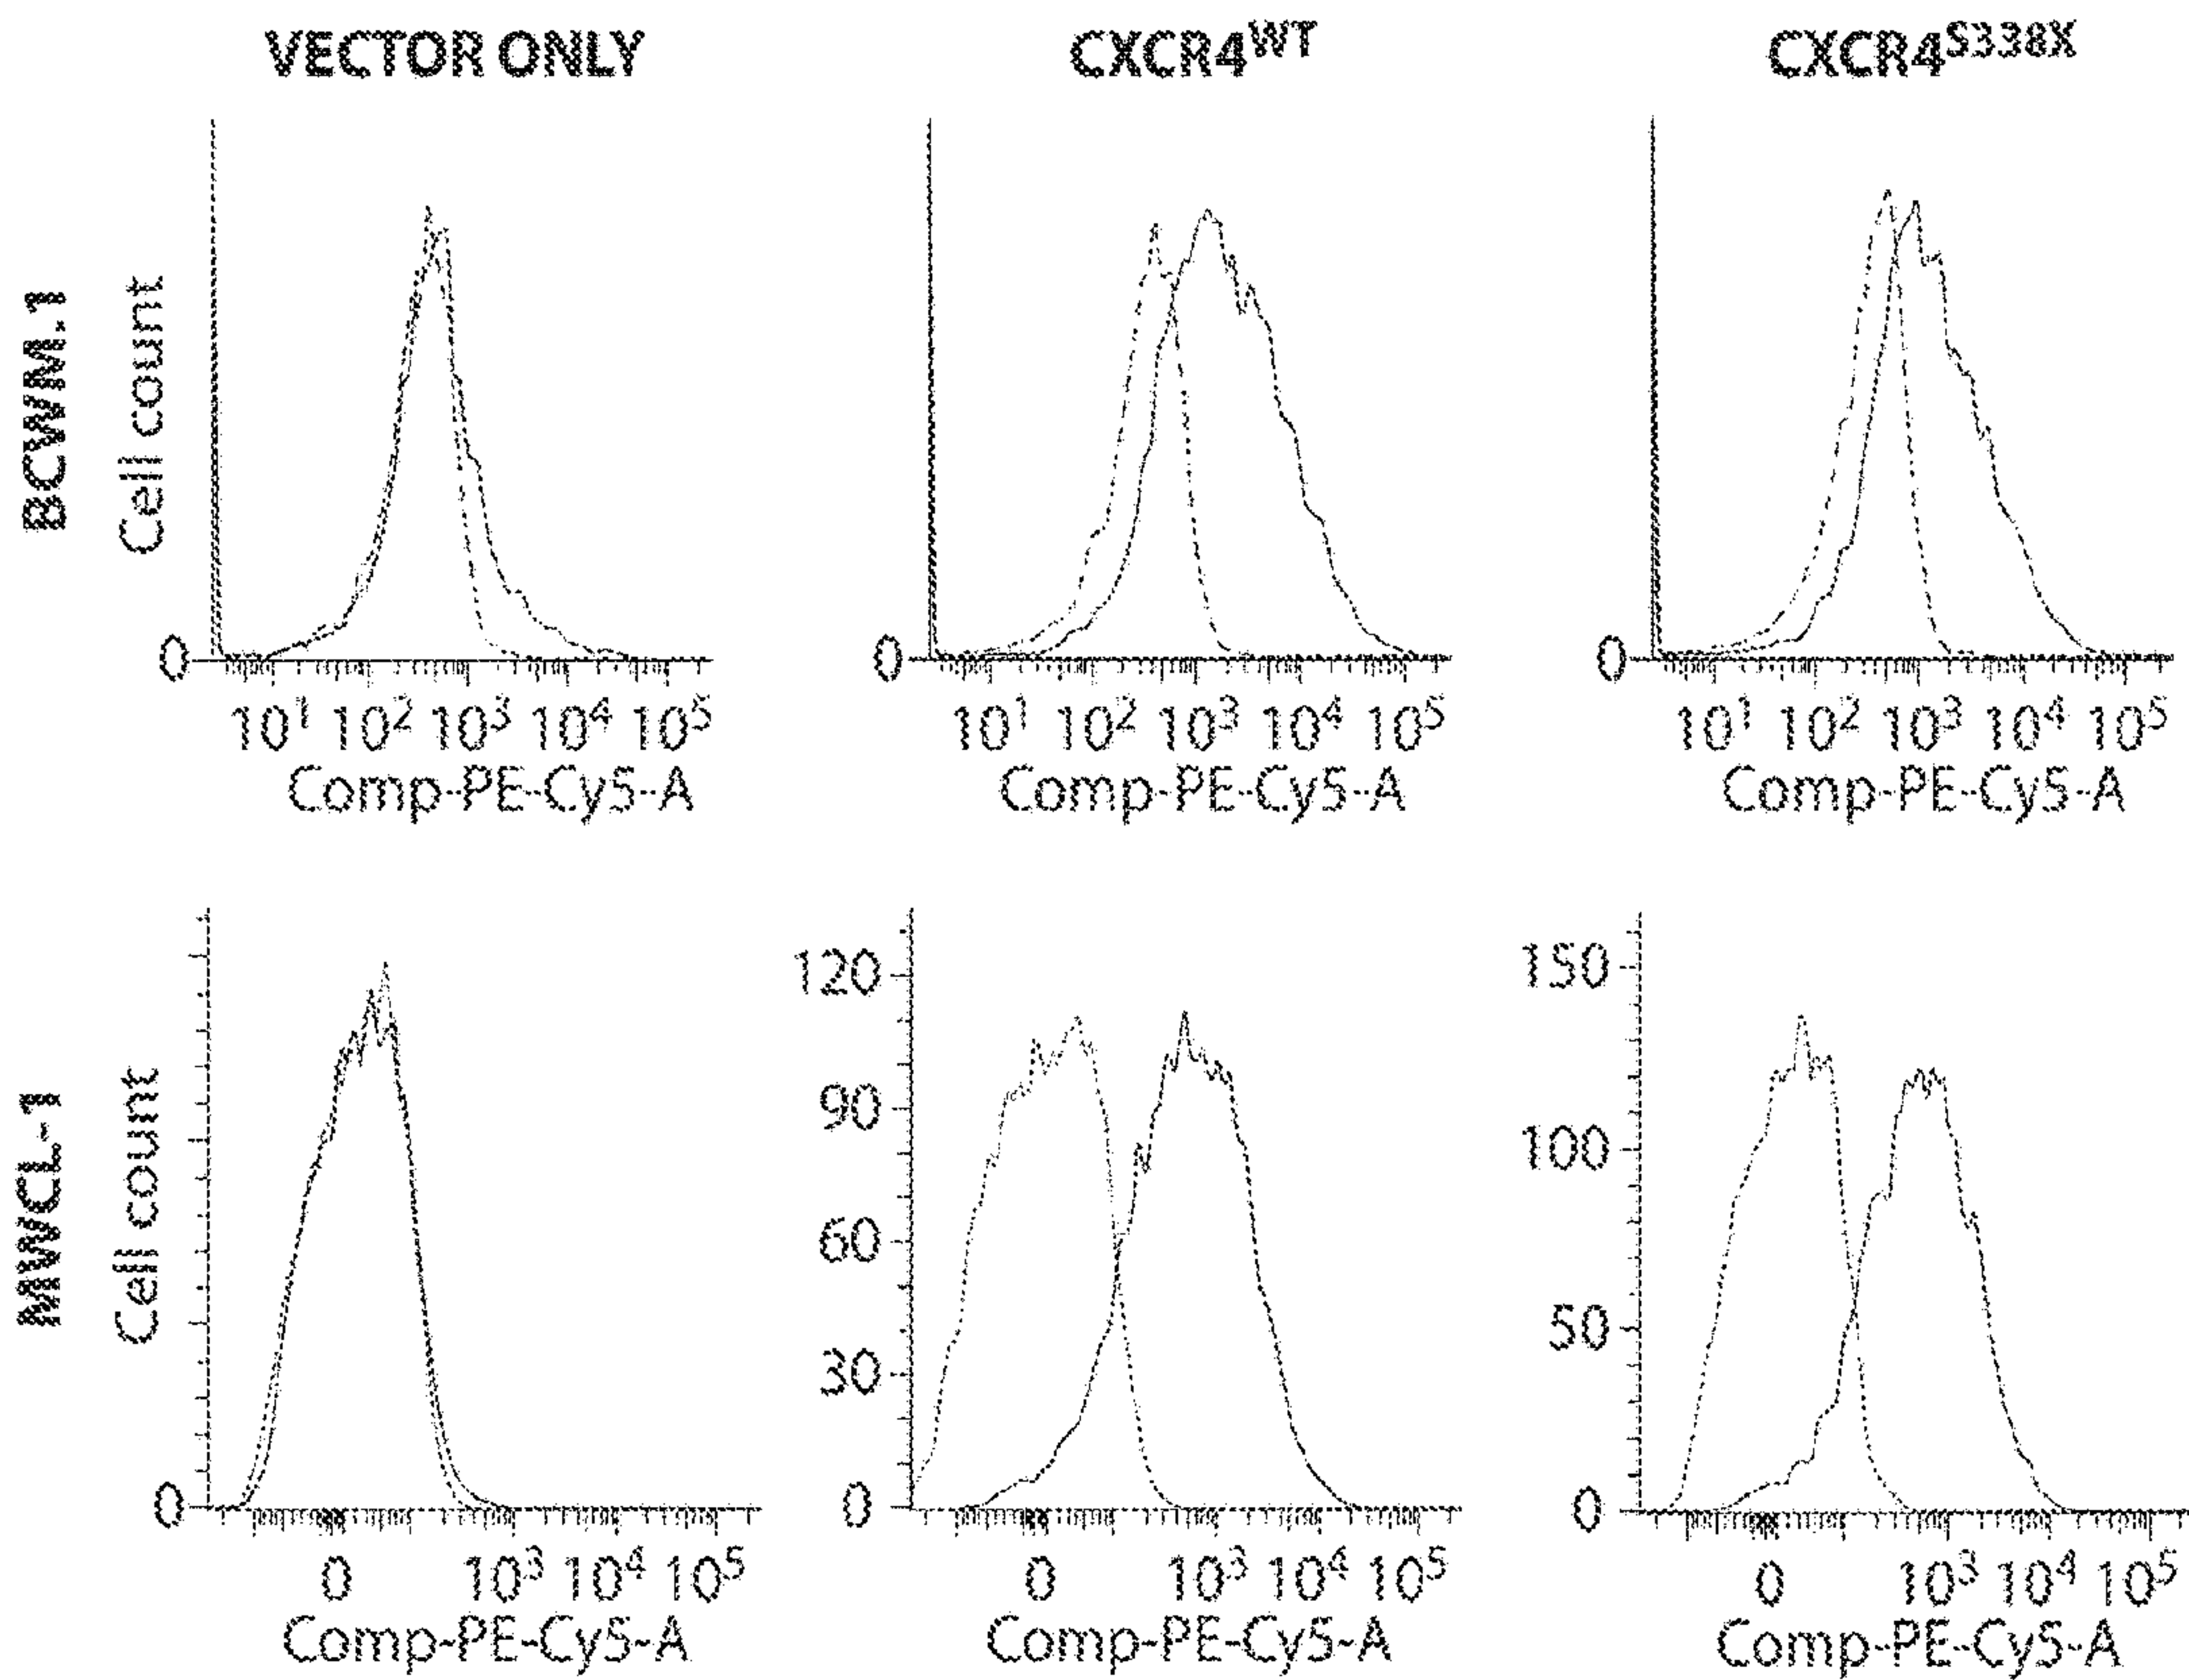 VECTOR ONLY
CXCR4WT
CXCR4S338X
BCWM.1
Cell count
0
10¹ 10² 10³ 10⁴ 10⁵
Comp-PE-Cy5-A
0
10¹ 10² 10³ 10⁴ 10⁵
Comp-PE-Cy5-A
0
10¹ 10² 10³ 10⁴ 10⁵
Comp-PE-Cy5-A
MWCL-1
Cell count
0
0 10³ 10⁴ 10⁵
Comp-PE-Cy5-A
120
90
60
30
0
0 10³ 10⁴ 10⁵
Comp-PE-Cy5-A
150
100
50
0
0 10³ 10⁴ 10⁵
Comp-PE-Cy5-A